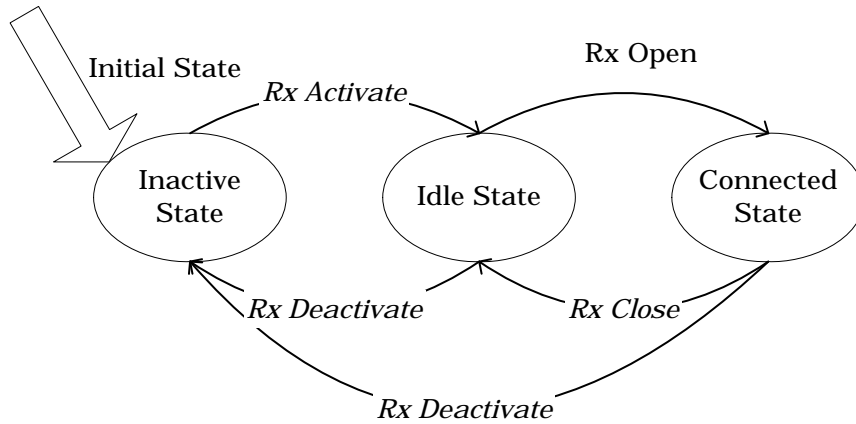 Initial State
Rx Activate
Rx Open
Inactive
State
Idle State
Connected
State
Rx Deactivate
Rx Close
Rx Deactivate